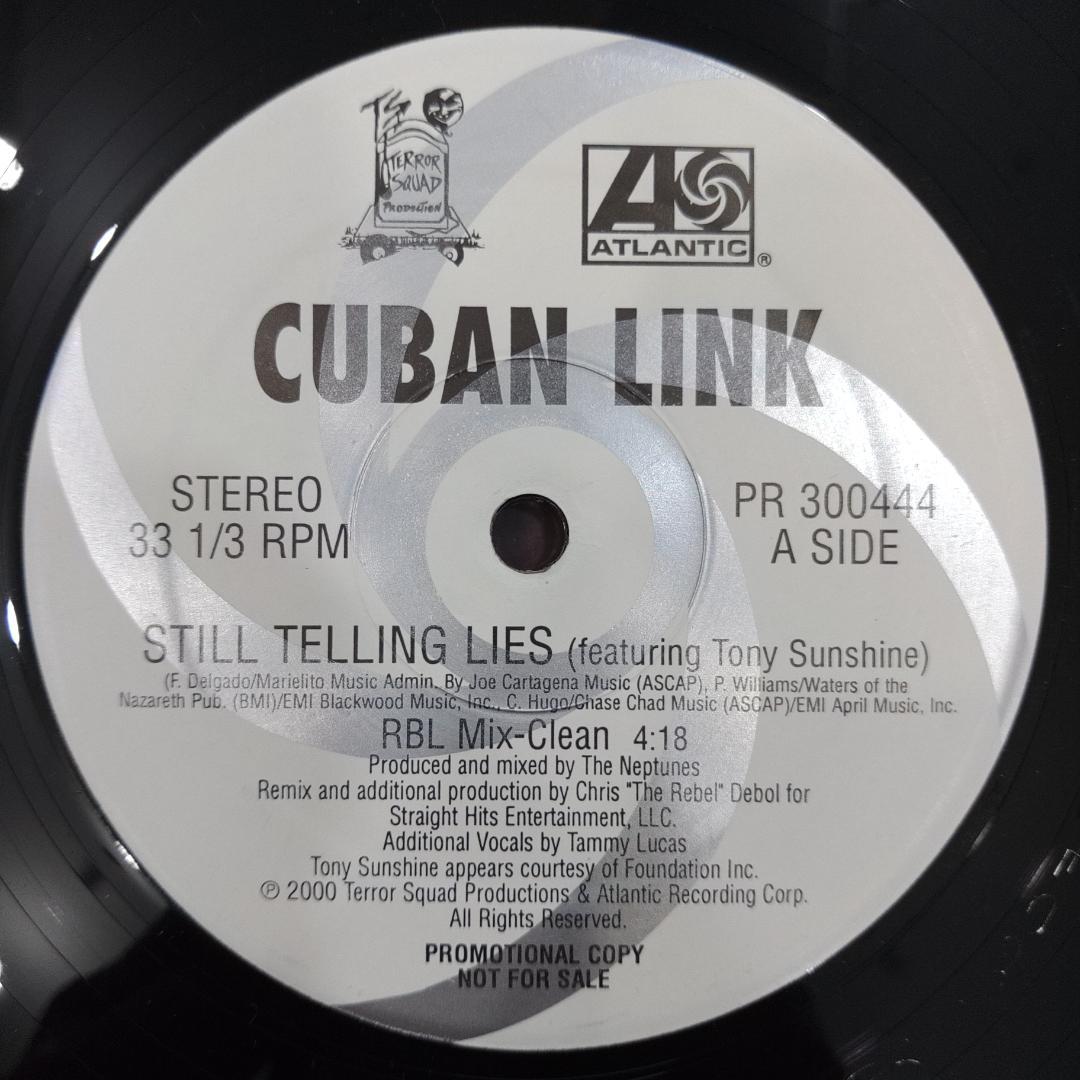 TS
TERROR
SQUAD
PRODUCTION
A
ATLANTIC ®
CUBAN LINK
STEREO
33 1/3 RPM
PR 300444
A SIDE
STILL TELLING LIES (featuring Tony Sunshine)
(F. Delgado/Marielito Music Admin. By Joe Cartagena Music (ASCAP), P. Williams/Waters of the
Nazareth Pub. (BMI)/EMI Blackwood Music, Inc., C. Hugo/Chase Chad Music (ASCAP)/EMI April Music, Inc.
RBL Mix-Clean 4:18
Produced and mixed by The Neptunes
Remix and additional production by Chris "The Rebel" Debol for
Straight Hits Entertainment, LLC.
Additional Vocals by Tammy Lucas
Tony Sunshine appears courtesy of Foundation Inc.
℗ 2000 Terror Squad Productions & Atlantic Recording Corp.
All Rights Reserved.
PROMOTIONAL COPY
NOT FOR SALE